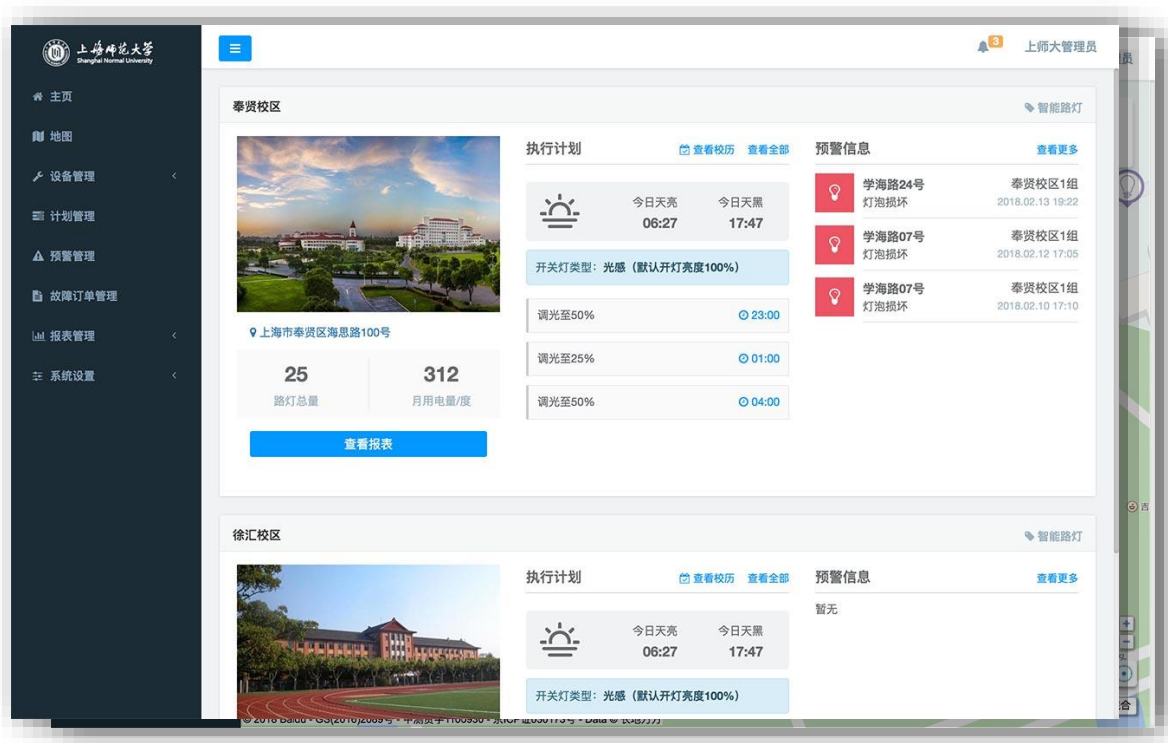 上海师范大学
Shanghai Normal University
3
上师大管理员
员
主页
地图
设备管理
计划管理
预警管理
故障订单管理
报表管理
系统设置
奉贤校区
智能路灯
上海市奉贤区海思路100号
25
312
路灯总量
月用电量/度
查看报表
执行计划
查看校历
查看全部
今日天亮
今日天黑
06:27
17:47
开关灯类型：光感（默认开灯亮度100%）
调光至50%
23:00
调光至25%
01:00
调光至50%
04:00
预警信息
查看更多
学海路24号
奉贤校区1组
灯泡损坏
2018.02.13 19:22
学海路07号
奉贤校区1组
灯泡损坏
2018.02.12 17:05
学海路07号
奉贤校区1组
灯泡损坏
2018.02.10 17:10
吉
徐汇校区
智能路灯
执行计划
查看校历
查看全部
今日天亮
今日天黑
06:27
17:47
开关灯类型：光感（默认开灯亮度100%）
预警信息
查看更多
暂无
合